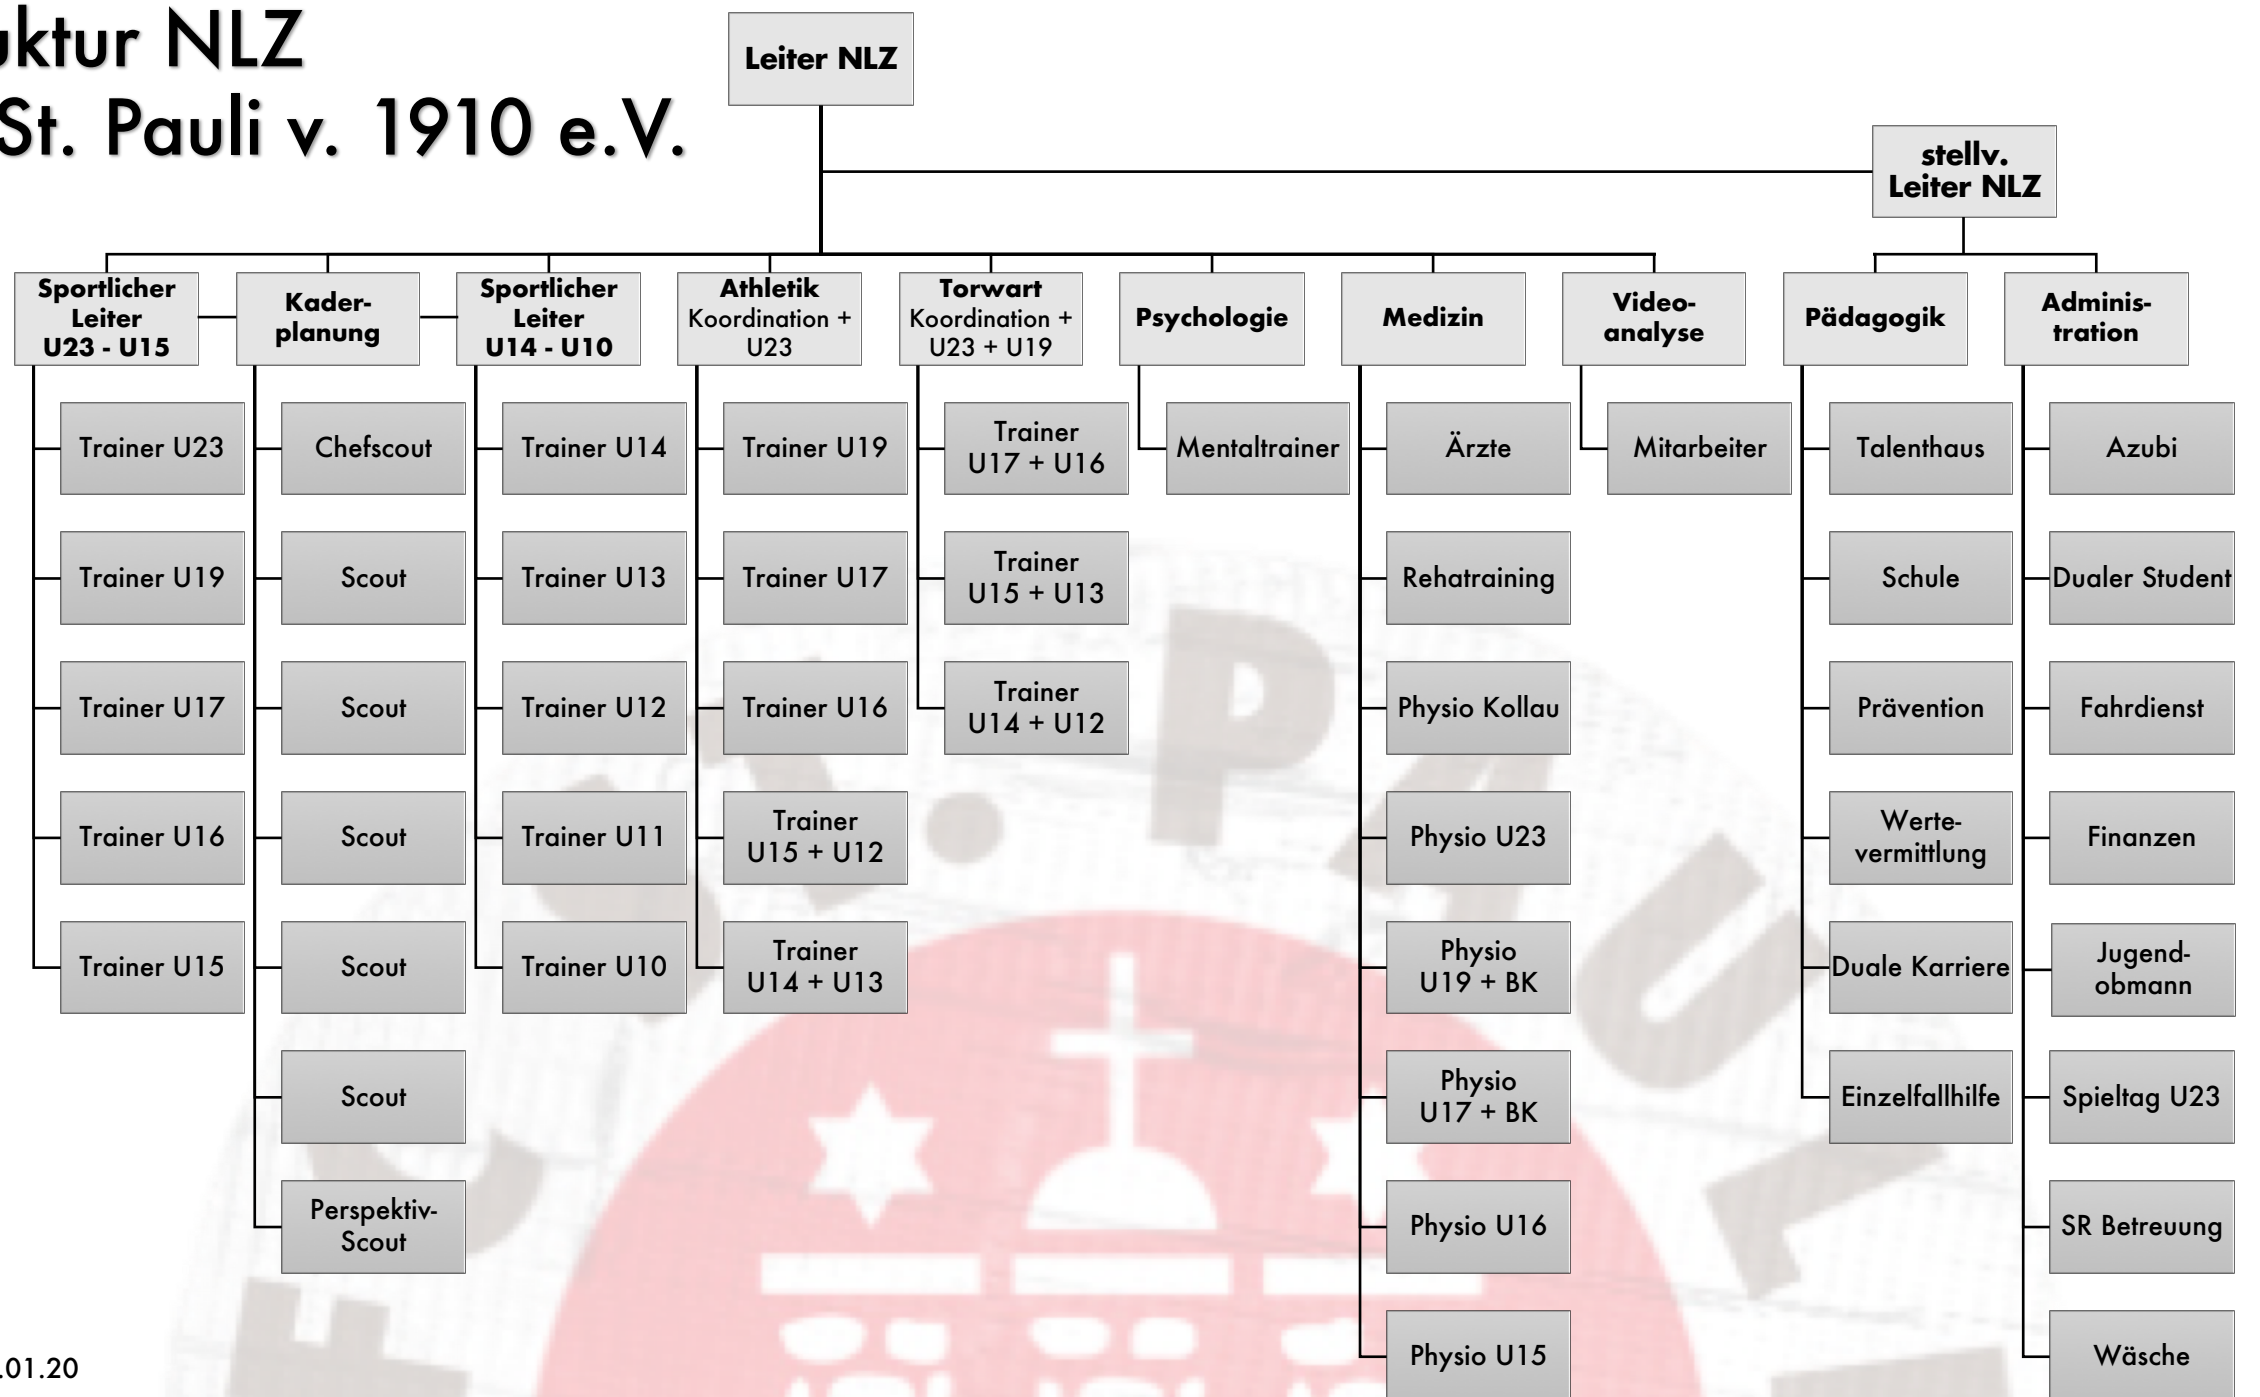 uktur NLZ
St. Pauli v. 1910 e.V.
Leiter NLZ
stellv.
Leiter NLZ
Sportlicher
Leiter
U23 - U15
Kader-
planung
Sportlicher
Leiter
U14 - U10
Athletik
Koordination +
U23
Torwart
Koordination +
U23 + U19
Psychologie
Medizin
Video-
analyse
Pädagogik
Adminis-
tration
Trainer U23
Trainer U19
Trainer U17
Trainer U16
Trainer U15
Chefscout
Scout
Scout
Scout
Scout
Scout
Perspektiv-
Scout
Trainer U14
Trainer U13
Trainer U12
Trainer U11
Trainer U10
Trainer U19
Trainer U17
Trainer U16
Trainer
U15 + U12
Trainer
U14 + U13
Trainer
U17 + U16
Trainer
U15 + U13
Trainer
U14 + U12
Mentaltrainer
Ärzte
Rehatraining
Physio Kollau
Physio U23
Physio
U19 + BK
Physio
U17 + BK
Physio U16
Physio U15
Mitarbeiter
Talenthaus
Schule
Prävention
Werte-
vermittlung
Duale Karriere
Einzelfallhilfe
Azubi
Dualer Student
Fahrdienst
Finanzen
Jugend-
obmann
Spieltag U23
SR Betreuung
Wäsche
.01.20
F.C. ST. PAULI